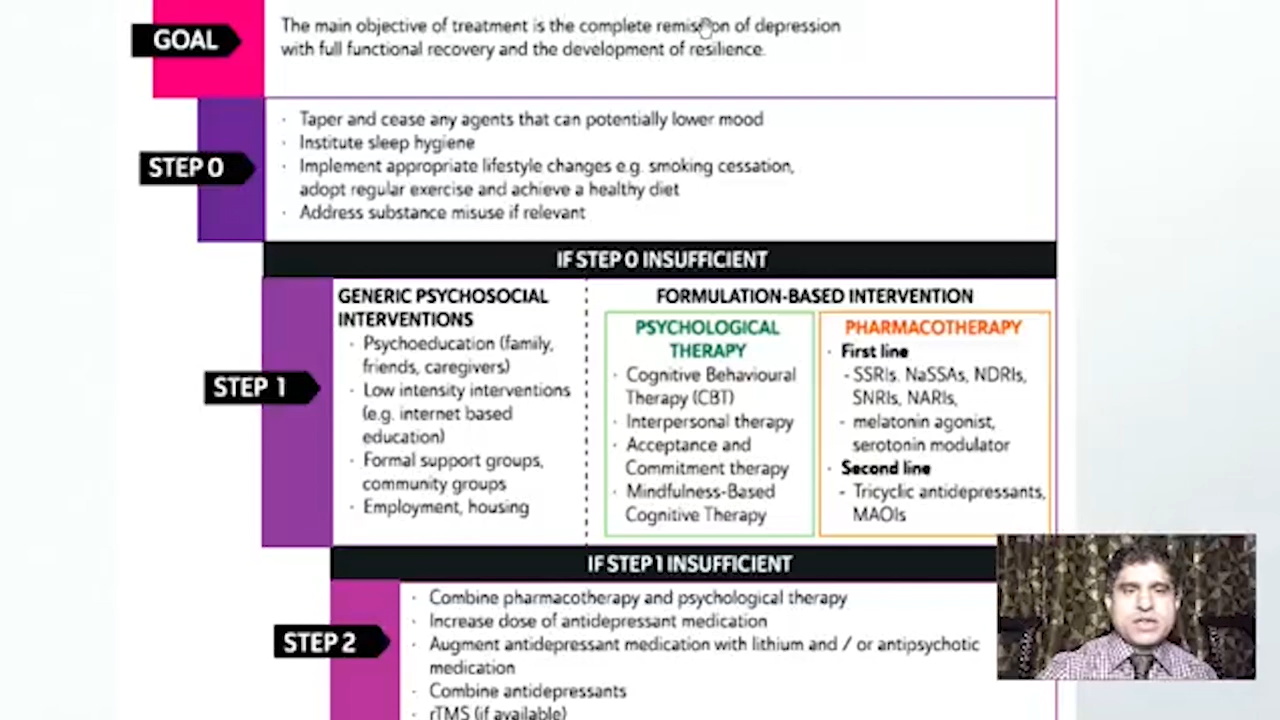 GOAL
The main objective of treatment is the complete remission of depression
with full functional recovery and the development of resilience.
STEP 0
· Taper and cease any agents that can potentially lower mood
· Institute sleep hygiene
· Implement appropriate lifestyle changes e.g. smoking cessation,
adopt regular exercise and achieve a healthy diet
· Address substance misuse if relevant
IF STEP 0 INSUFFICIENT
STEP 1
GENERIC PSYCHOSOCIAL
INTERVENTIONS
· Psychoeducation (family,
friends, caregivers)
· Low intensity interventions
(e.g. internet based
education)
· Formal support groups,
community groups
· Employment, housing
FORMULATION-BASED INTERVENTION
PSYCHOLOGICAL
THERAPY
· Cognitive Behavioural
Therapy (CBT)
· Interpersonal therapy
· Acceptance and
Commitment therapy
· Mindfulness-Based
Cognitive Therapy
PHARMACOTHERAPY
· First line
- SSRIs, NaSSAs, NDRIs,
SNRIs, NARIs,
- melatonin agonist,
serotonin modulator
· Second line
- Tricyclic antidepressants,
MAOIs
IF STEP 1 INSUFFICIENT
STEP 2
· Combine pharmacotherapy and psychological therapy
· Increase dose of antidepressant medication
· Augment antidepressant medication with lithium and / or antipsychotic
medication
· Combine antidepressants
· rTMS (if available)